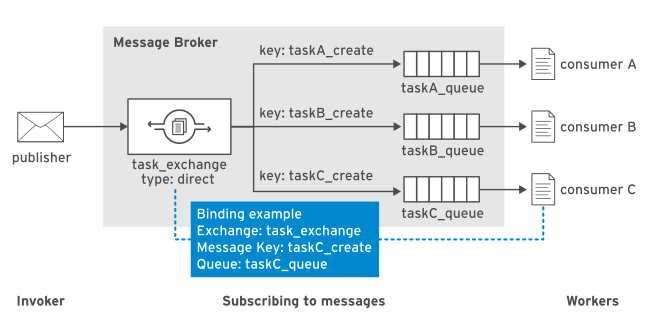 Message Broker
key: taskA_create
taskA_queue
consumer A
key: taskB_create
taskB_queue
consumer B
publisher
task_exchange
type: direct
key: taskC_create
taskC_queue
consumer C
Binding example
Exchange: task_exchange
Message Key: taskC_create
Queue: taskC_queue
Invoker
Subscribing to messages
Workers